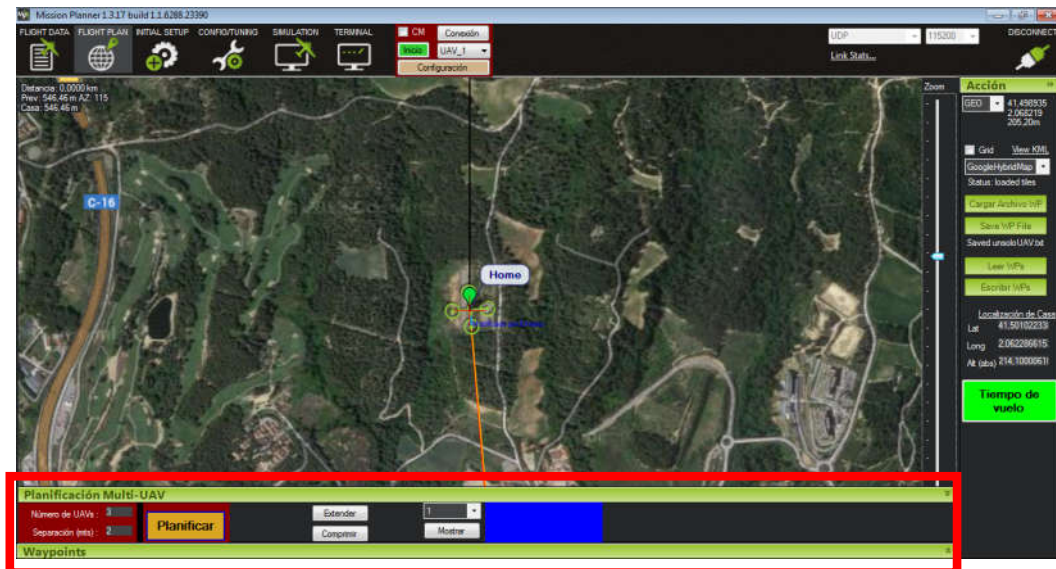 Mission Planner 1.3.17 build 1.1.6288.23390
FLIGHT DATA FLIGHT PLAN INITIAL SETUP CONFIG/TUNING SIMULATION TERMINAL
CM Conexión
Inicio UAV_1
Configuración
UDP 115200 DISCONNECT
Link Stats...
Distancia: 0,0000 km
Prev: 546,46 m AZ: 115
Casa: 546,46 m
C-16
Home
Zoom
Acción
GEO 41,498935
2,068219
205,20m
Grid View KML
GoogleHybridMap
Status: loaded tiles
Cargar Archivo WP
Save WP File
Saved unsoloUAV.txt
Leer WPs
Escribir WPs
Localización de Casa
Lat 41,50102233
Long 2,062286615
Alt (abs) 214,1000061
Tiempo de
vuelo
Planificación Multi-UAV
Número de UAVs : 3
Separación (mts) : 2
Planificar
Extender
Comprimir
1
Mostrar
Waypoints